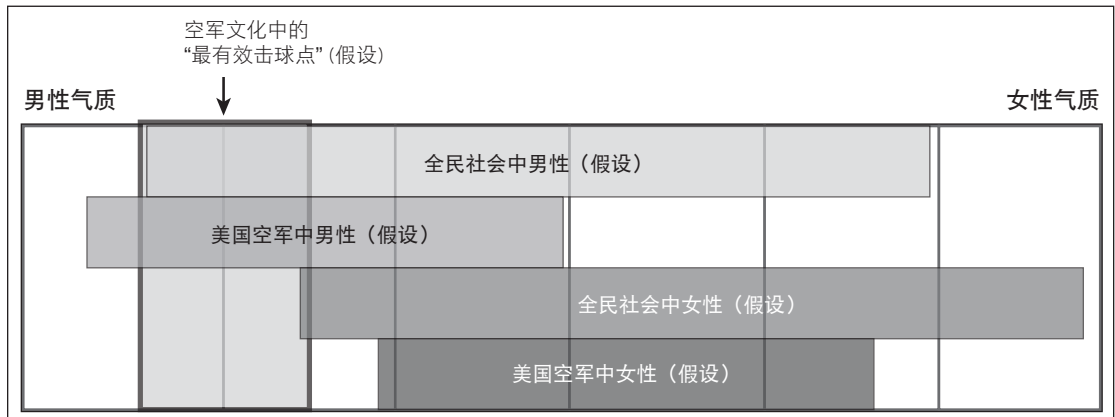 空军文化中的
“最有效击球点” (假设)
男性气质
女性气质
全民社会中男性（假设）
美国空军中男性（假设）
全民社会中女性（假设）
美国空军中女性（假设）